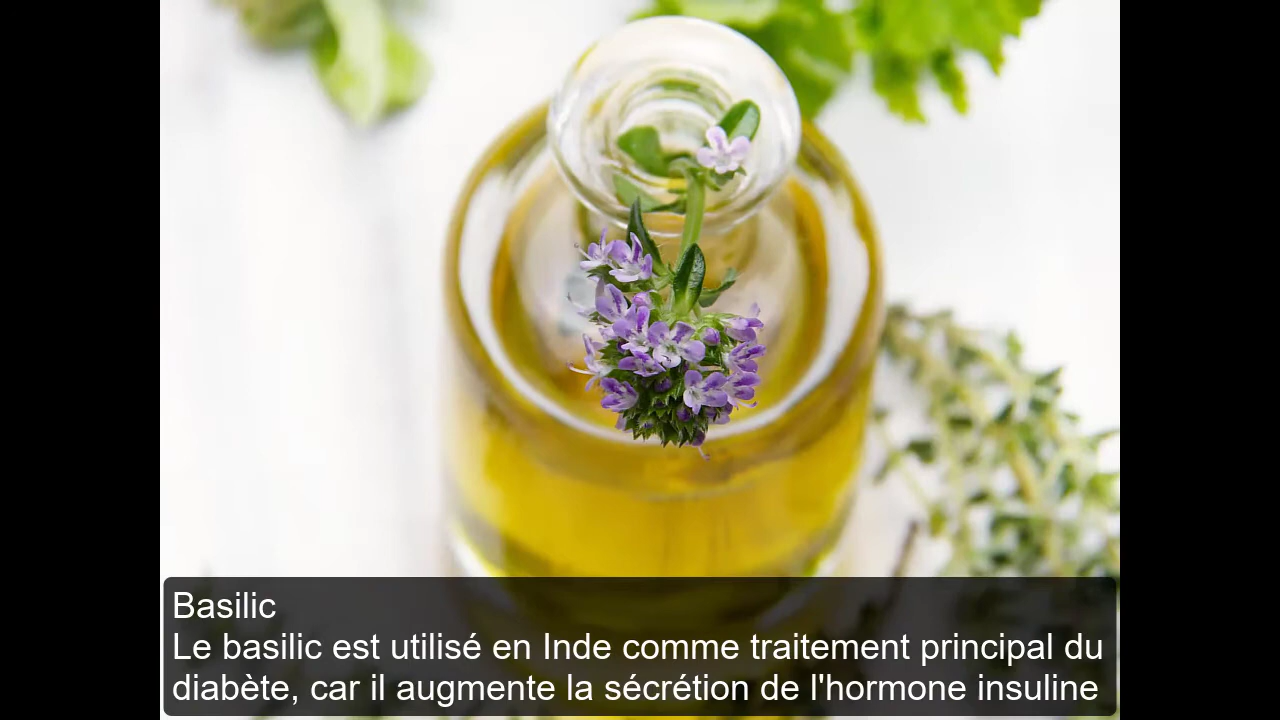 Basilic
Le basilic est utilisé en Inde comme traitement principal du
diabète, car il augmente la sécrétion de l'hormone insuline